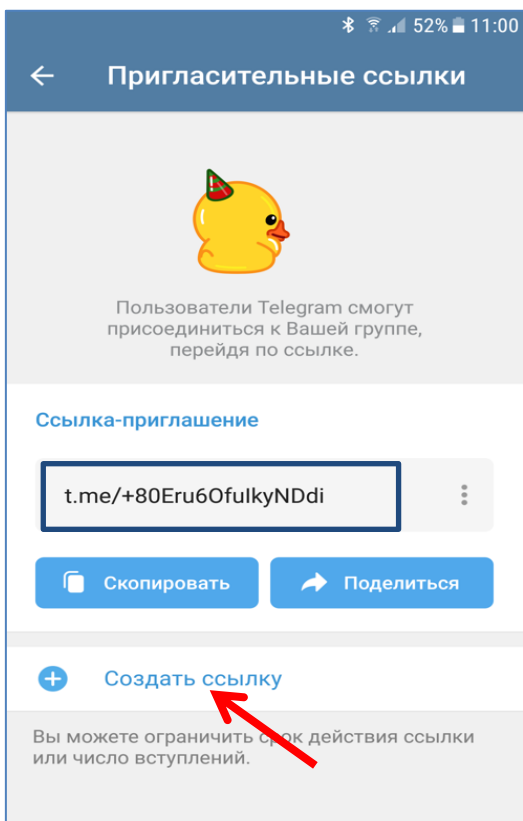 52% 11:00
Пригласительные ссылки
Пользователи Telegram смогут
присоединиться к Вашей группе,
перейдя по ссылке.
Ссылка-приглашение
t.me/+80Eru6OfuIkyNDdi
Скопировать Поделиться
Создать ссылку
Вы можете ограничить срок действия ссылки
или число вступлений.